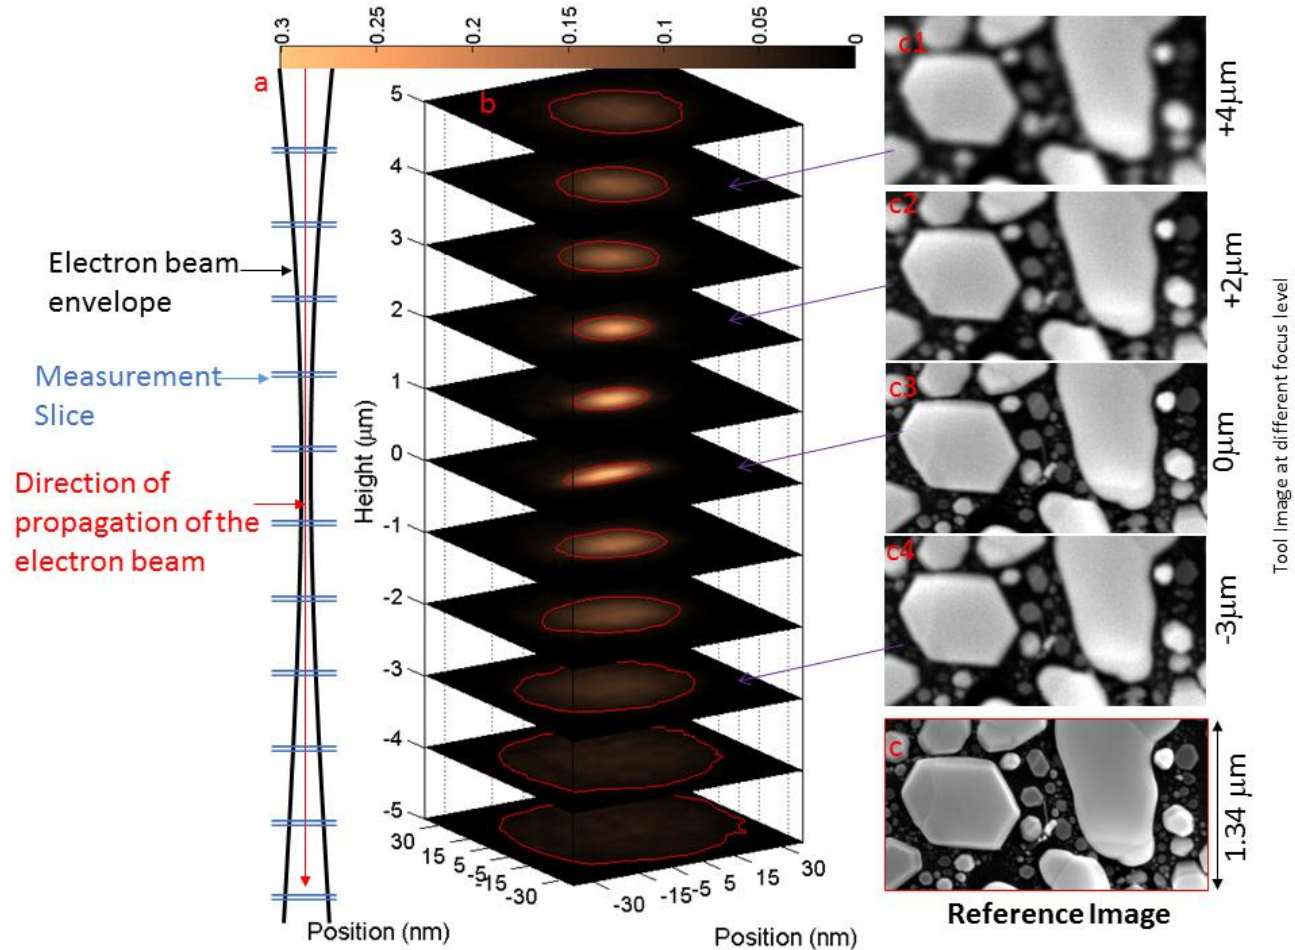 0.3
0.25
0.2
0.15
0.1
0.05
0
a
b
5
4
3
2
1
0
-1
-2
-3
-4
-5
Height (μm)
Electron beam
envelope
Measurement
Slice
Direction of
propagation of the
electron beam
30
15
5
-5
-15
-30
Position (nm)
-30
-15
-5
5
15
30
Position (nm)
c1
+4μm
c2
+2μm
c3
0μm
c4
-3μm
c
1.34 μm
Tool Image at different focus level
Reference Image